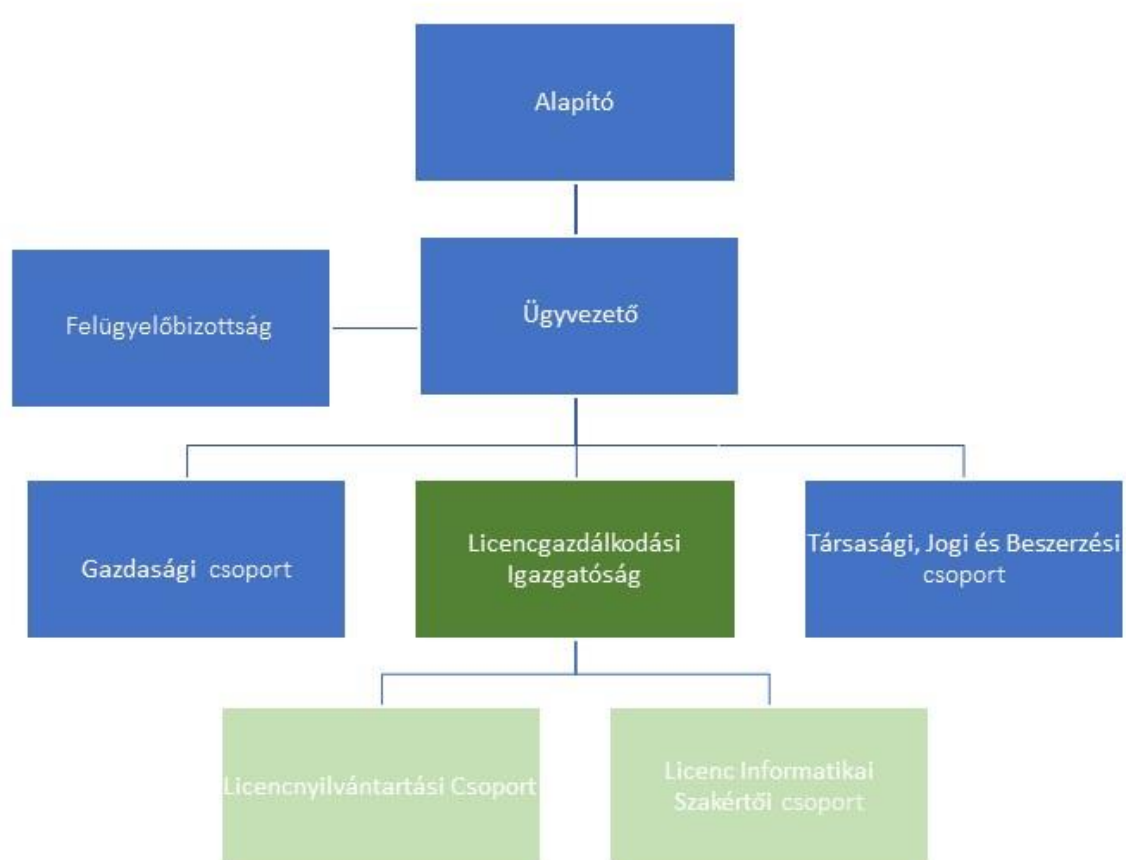 Alapító
Felügyelőbizottság
Ügyvezető
Gazdasági csoport
Licencgazdálkodási
Igazgatóság
Társasági, Jogi és Beszerzési
csoport
Licencnyilvántartási Csoport
Licenc Informatikai
Szakértői csoport